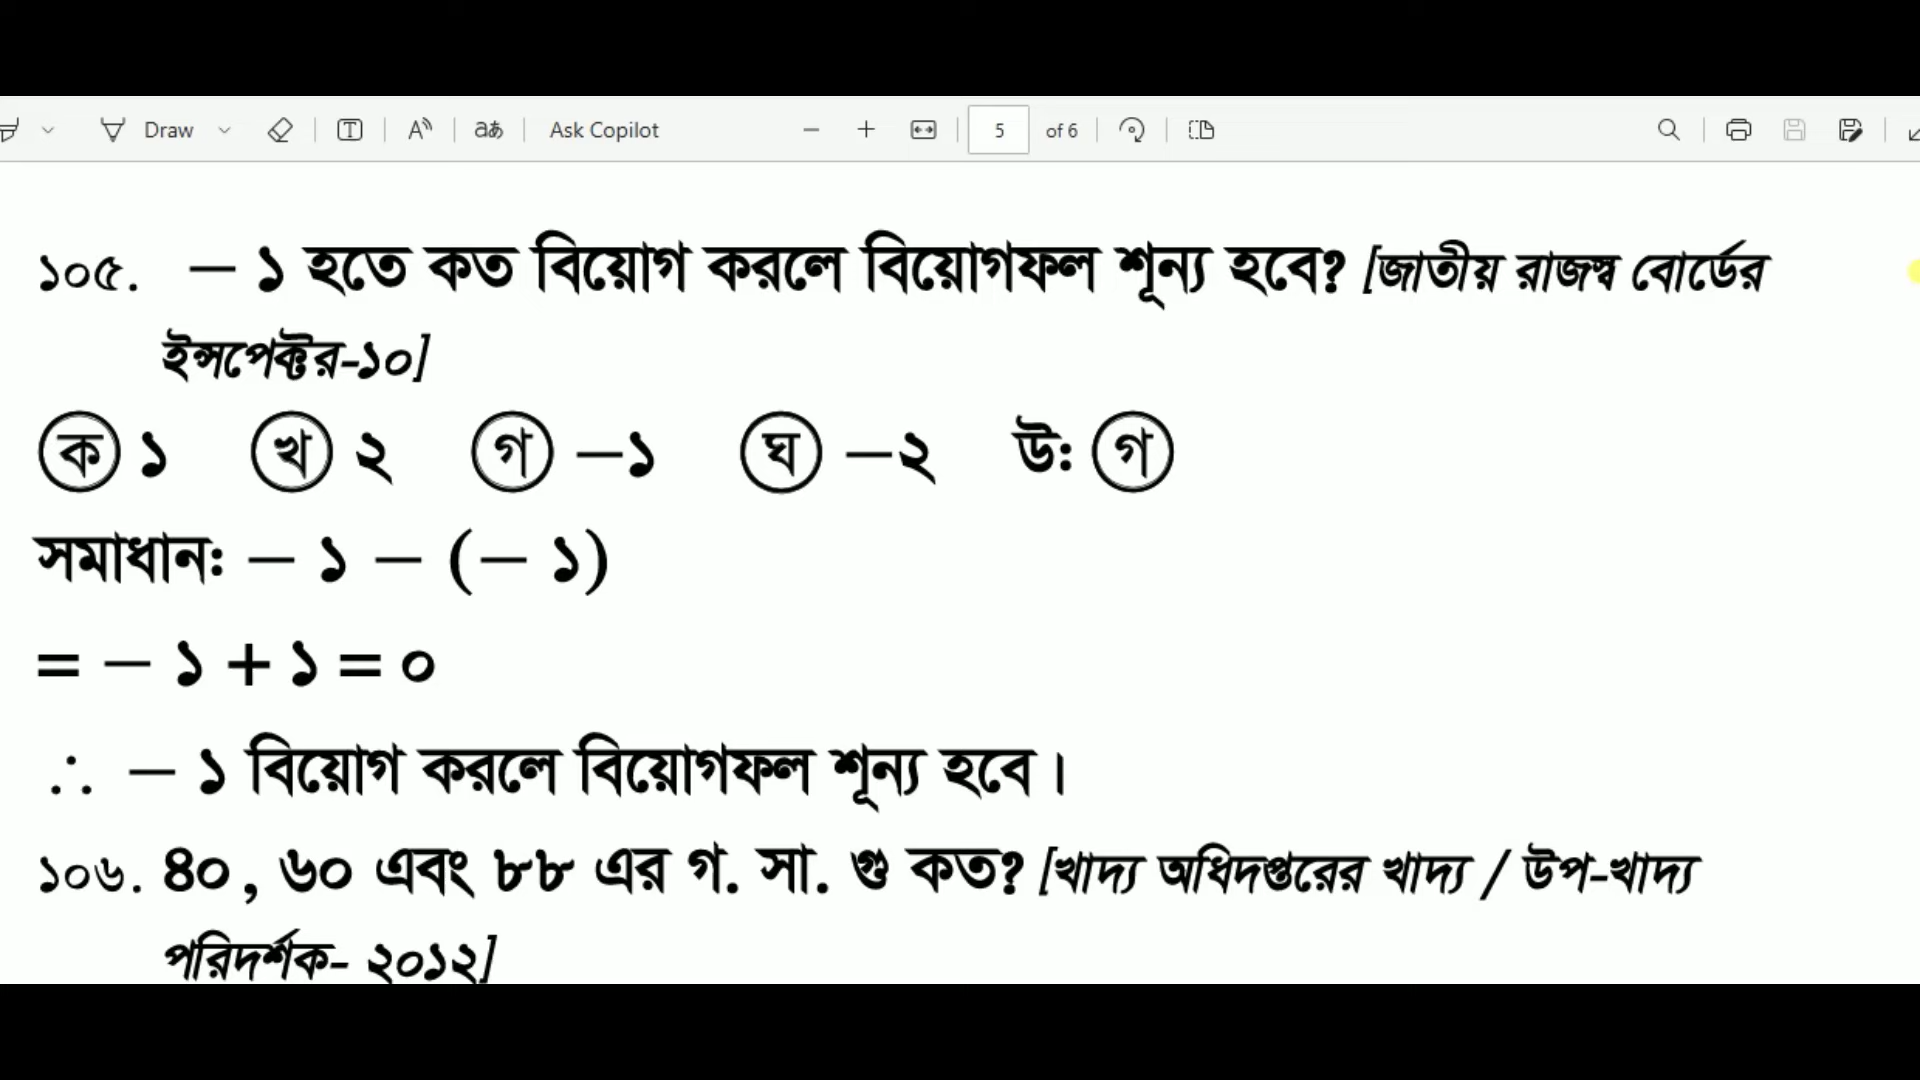 Draw Ask Copilot 5 of 6
১০৫. – ১ হতে কত বিয়োগ করলে বিয়োগফল শূন্য হবে? [জাতীয় রাজস্ব বোর্ডের
ইন্সপেক্টর-১০]
ক ১ খ ২ গ –১ ঘ –২ উঃ গ
সমাধানঃ – ১ – (– ১)
= – ১ + ১ = ০
∴ – ১ বিয়োগ করলে বিয়োগফল শূন্য হবে।
১০৬. ৪০, ৬০ এবং ৮৮ এর গ. সা. গু কত? [খাদ্য অধিদপ্তরের খাদ্য / উপ-খাদ্য
পরিদর্শক- ২০১২]